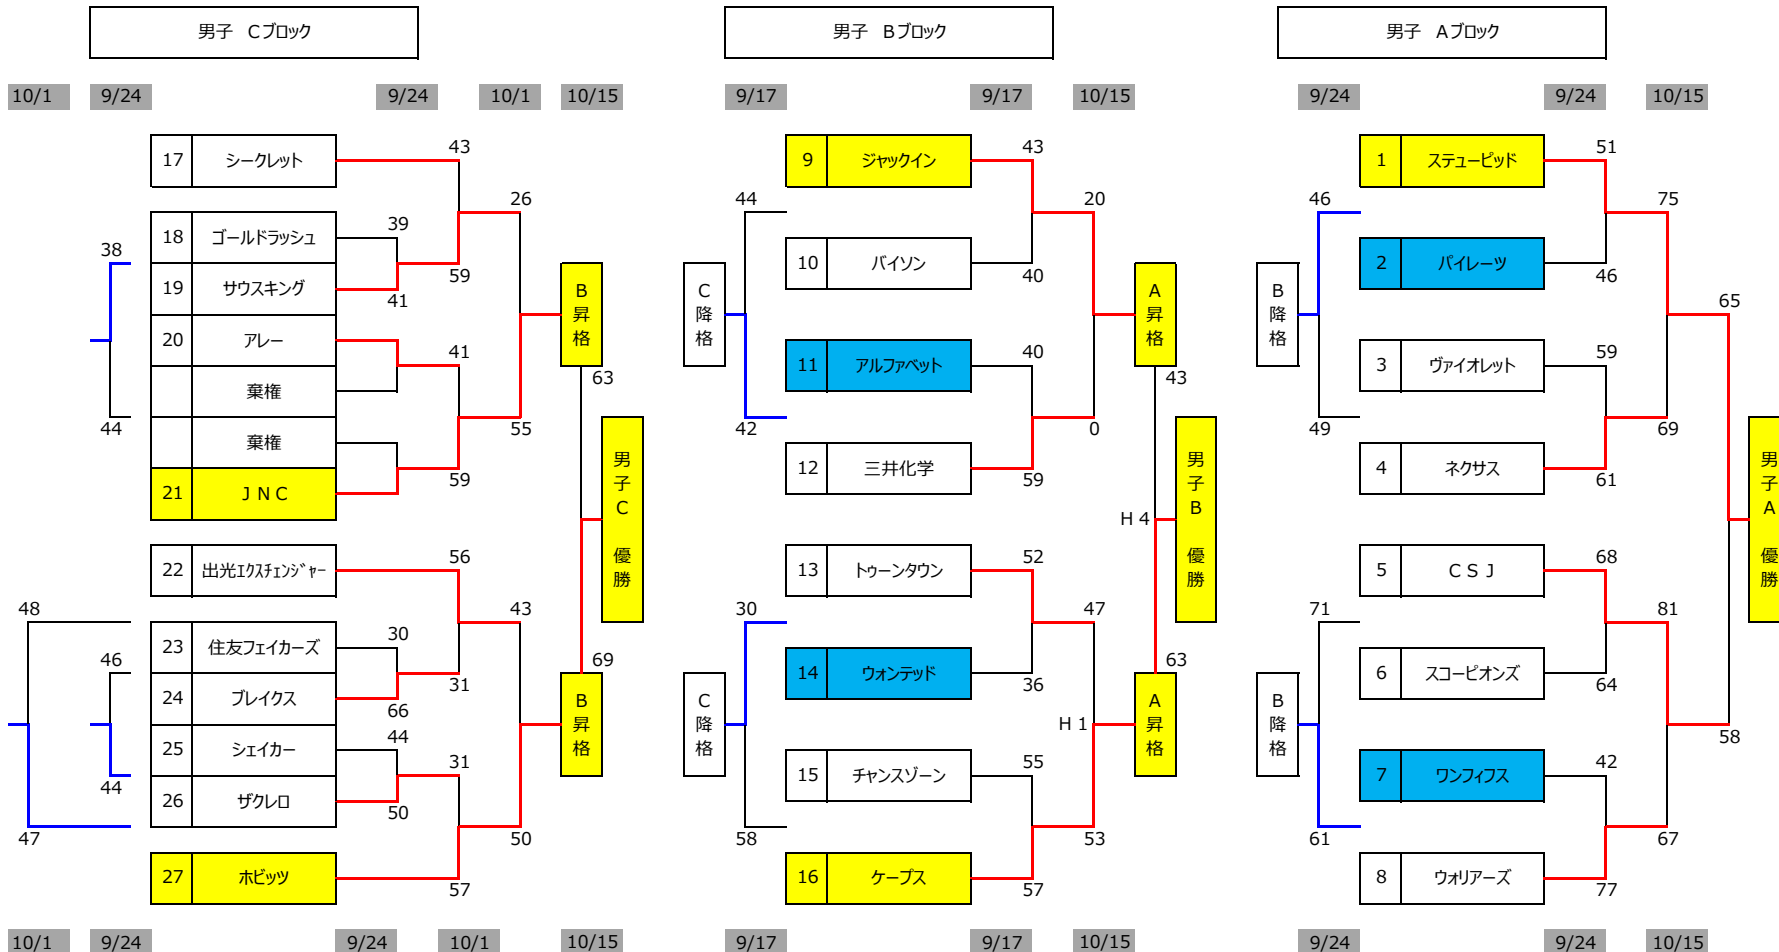 男子 Cブロック
男子 Bブロック
男子 Aブロック
10/1 9/24 9/24 10/1 10/15 9/17 9/17 10/15 9/24 9/24 10/15
17 シークレット 43
26
18 ゴールドラッシュ 39
38
59
19 サウスキング 41
20 アレー 41
棄権
44
55
棄権
59
21 JNC
B昇格
63
男子C 優勝
22 出光エクスチェンジャー 56
48
43
23 住友フェイカーズ 30
46
31
24 ブレイクス 66
69
B昇格
25 シェイカー 44
44
31
26 ザクレロ 50
47
50
27 ホビッツ 57
9 ジャックイン 43
44
20
10 バイソン 40
C降格
A昇格
11 アルファベット 40
43
42
0
12 三井化学 59
男子B 優勝
H4
13 トゥーンタウン 52
30
47
14 ウォンテッド 36
63
C降格
H1
A昇格
15 チャンスゾーン 55
58
53
16 ケープス 57
1 ステューピッド 51
46
75
2 パイレーツ 46
B降格
65
3 ヴァイオレット 59
49
69
4 ネクサス 61
男子A 優勝
5 CSJ 68
71
81
6 スコーピオンズ 64
B降格
58
7 ワンフィフス 42
61
67
8 ウォリアーズ 77
10/1 9/24 9/24 10/1 10/15 9/17 9/17 10/15 9/24 9/24 10/15